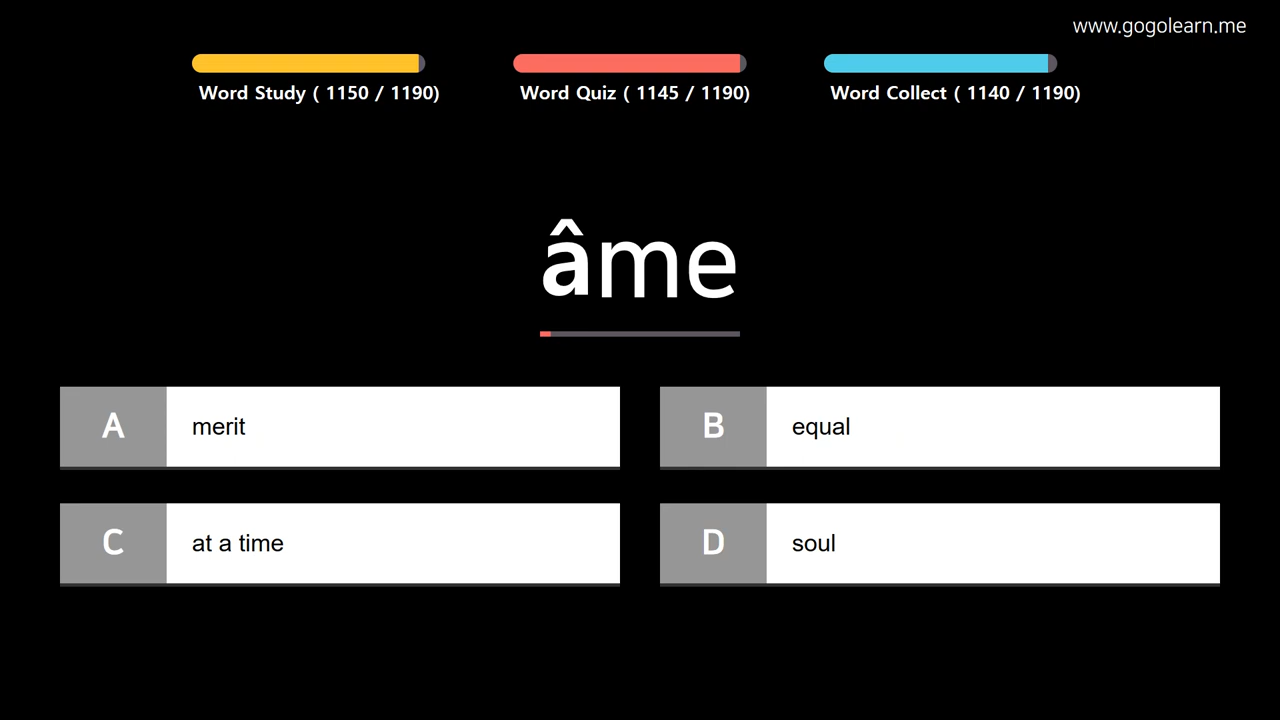 www.gogolearn.me
Word Study ( 1150 / 1190)
Word Quiz ( 1145 / 1190)
Word Collect ( 1140 / 1190)
âme
A
merit
B
equal
C
at a time
D
soul